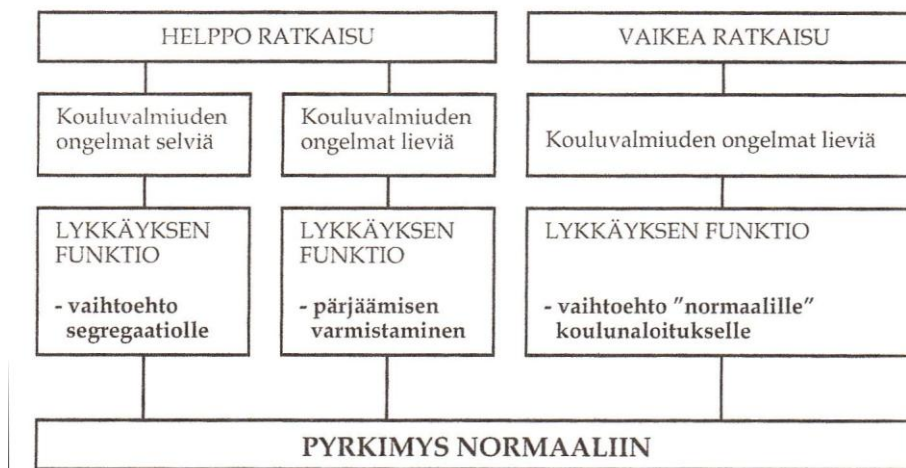 HELPPO RATKAISU
VAIKEA RATKAISU
Kouluvalmiuden
ongelmat selviä
Kouluvalmiuden
ongelmat lieviä
Kouluvalmiuden ongelmat lieviä
LYKKÄYKSEN
FUNKTIO
- vaihtoehto
segregaatiolle
LYKKÄYKSEN
FUNKTIO
- pärjäämisen
varmistaminen
LYKKÄYKSEN FUNKTIO
- vaihtoehto ”normaalille”
koulunaloitukselle
PYRKIMYS NORMAALIIN